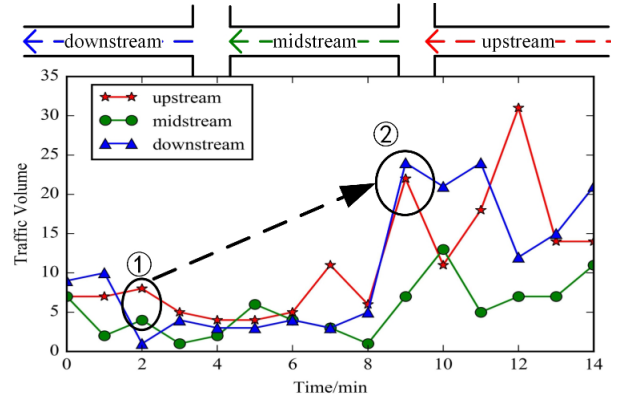 downstream midstream upstream
35
30
25
20
15
10
5
0
Traffic Volume
upstream
midstream
downstream
①
②
0 2 4 6 8 10 12 14
Time/min